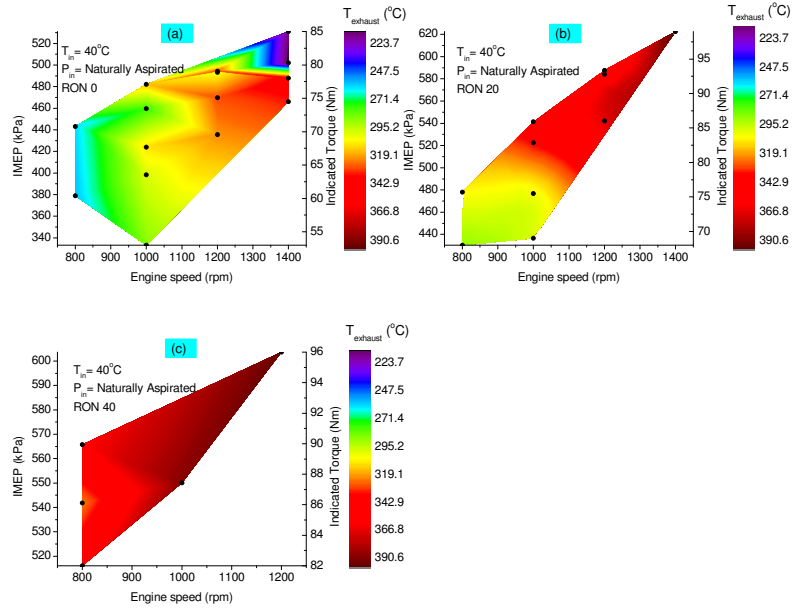 (a)
T_exhaust (°C)
T_in= 40°C
P_in= Naturally Aspirated
RON 0
IMEP (kPa)
520
500
480
460
440
420
400
380
360
340
85
80
75
70
65
60
55
Indicated Torque (Nm)
223.7
247.5
271.4
295.2
319.1
342.9
366.8
390.6
800 900 1000 1100 1200 1300 1400
Engine speed (rpm)
(b)
T_exhaust (°C)
T_in= 40°C
P_in= Naturally Aspirated
RON 20
IMEP (kPa)
620
600
580
560
540
520
500
480
460
440
95
90
85
80
75
70
Indicated Torque (Nm)
223.7
247.5
271.4
295.2
319.1
342.9
366.8
390.6
800 900 1000 1100 1200 1300 1400
Engine speed (rpm)
(c)
T_exhaust (°C)
T_in= 40°C
P_in= Naturally Aspirated
RON 40
IMEP (kPa)
600
590
580
570
560
550
540
530
520
96
94
92
90
88
86
84
82
Indicated Torque (Nm)
223.7
247.5
271.4
295.2
319.1
342.9
366.8
390.6
800 900 1000 1100 1200
Engine speed (rpm)